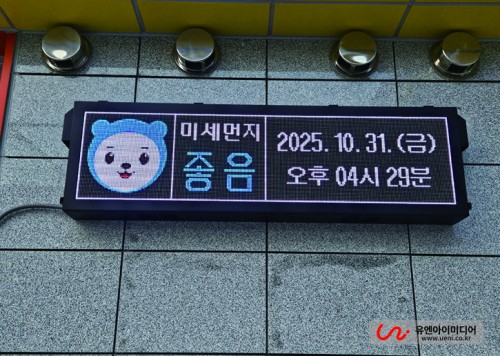 미세먼지
좋음
2025. 10. 31. (금)
오후 04시 29분
유엔아이미디어
www.ueni.co.kr